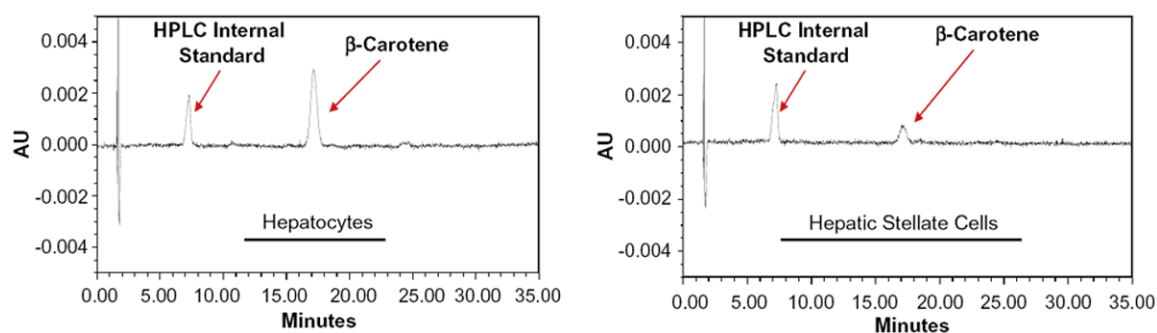 HPLC Internal
Standard
β-Carotene
0.004
0.002
0.000
-0.002
-0.004
AU
Hepatocytes
0.00 5.00 10.00 15.00 20.00 25.00 30.00 35.00
Minutes
HPLC Internal
Standard
β-Carotene
0.004
0.002
0.000
-0.002
-0.004
AU
Hepatic Stellate Cells
0.00 5.00 10.00 15.00 20.00 25.00 30.00 35.00
Minutes